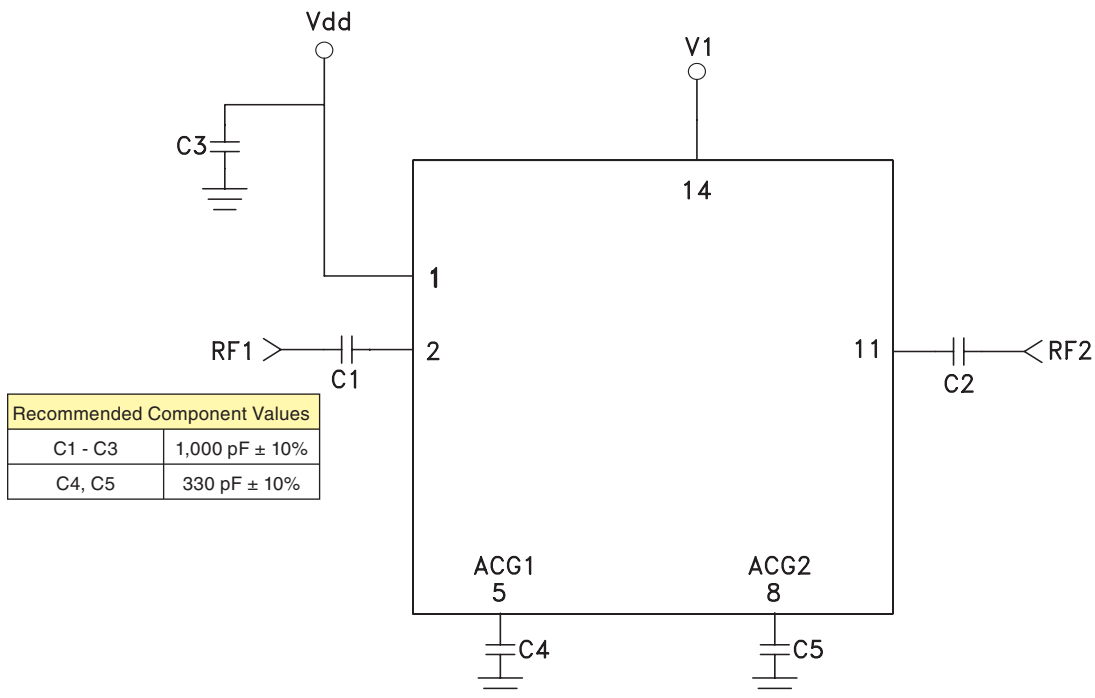 Vdd
V1
C3
14
1
RF1
2
11
RF2
C1
C2
Recommended Component Values
C1 - C3 1,000 pF ± 10%
C4, C5 330 pF ± 10%
ACG1
5
ACG2
8
C4
C5